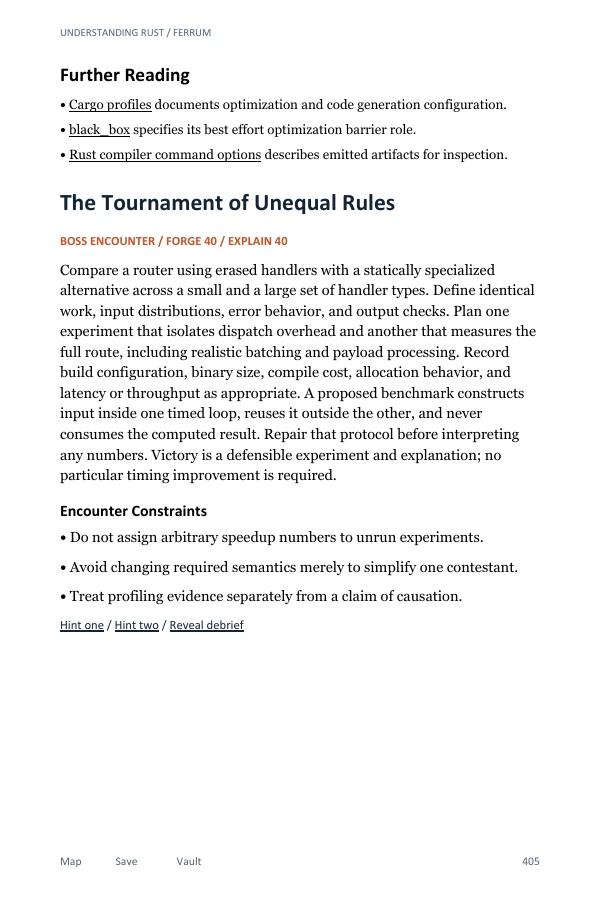 UNDERSTANDING RUST / FERRUM
Further Reading
• Cargo profiles documents optimization and code generation configuration.
• black_box specifies its best effort optimization barrier role.
• Rust compiler command options describes emitted artifacts for inspection.
The Tournament of Unequal Rules
BOSS ENCOUNTER / FORGE 40 / EXPLAIN 40
Compare a router using erased handlers with a statically specialized
alternative across a small and a large set of handler types. Define identical
work, input distributions, error behavior, and output checks. Plan one
experiment that isolates dispatch overhead and another that measures the
full route, including realistic batching and payload processing. Record
build configuration, binary size, compile cost, allocation behavior, and
latency or throughput as appropriate. A proposed benchmark constructs
input inside one timed loop, reuses it outside the other, and never
consumes the computed result. Repair that protocol before interpreting
any numbers. Victory is a defensible experiment and explanation; no
particular timing improvement is required.
Encounter Constraints
• Do not assign arbitrary speedup numbers to unrun experiments.
• Avoid changing required semantics merely to simplify one contestant.
• Treat profiling evidence separately from a claim of causation.
Hint one / Hint two / Reveal debrief
Map Save Vault 405